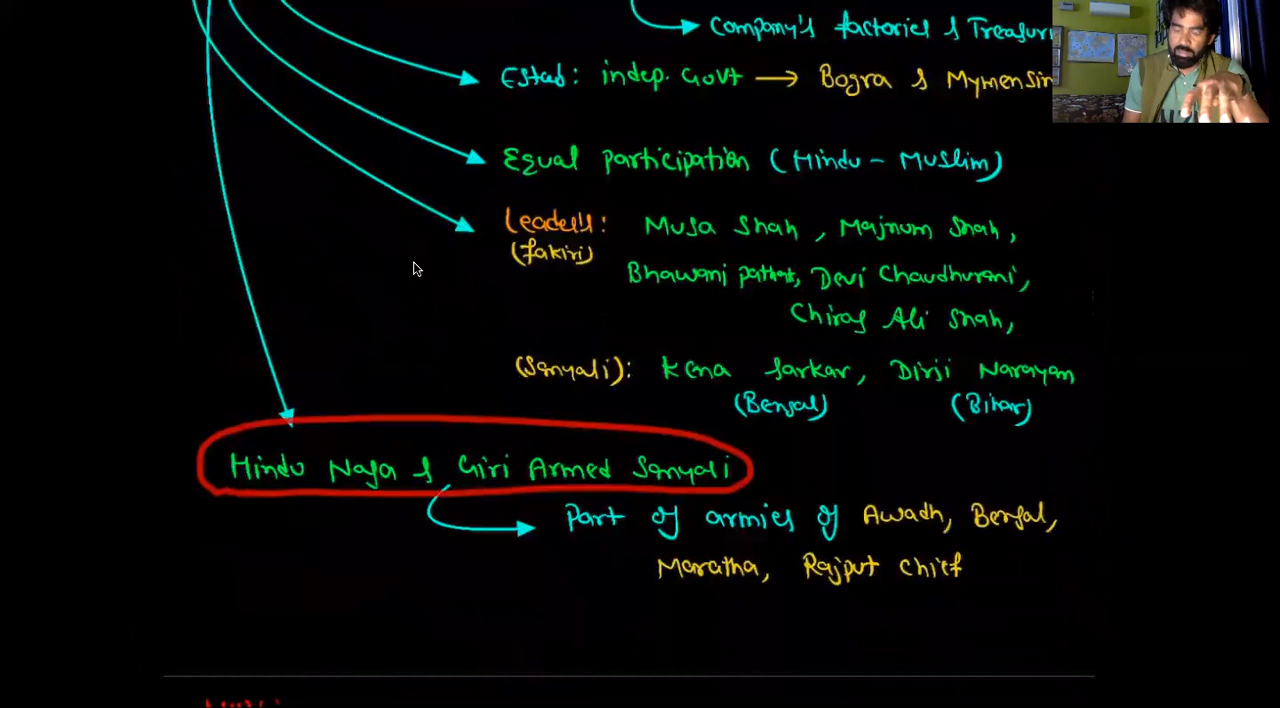 Company's factories & Treasuri
Estab: indep. Govt → Bogra & Mymensin
Equal participation (Hindu - Muslim)
Leader's: Musa Shah, Majnum Shah,
(Fakiri) Bhawani pathak, Devi Chaudhurani,
Chirag Ali Shah,
(Sanyasi): Kena Sarkar, Dirji Narayan
(Bengal) (Bihar)
Hindu Naga & Giri Armed Sanyasi
Part of armies of Awadh, Bengal,
Maratha, Rajput chief